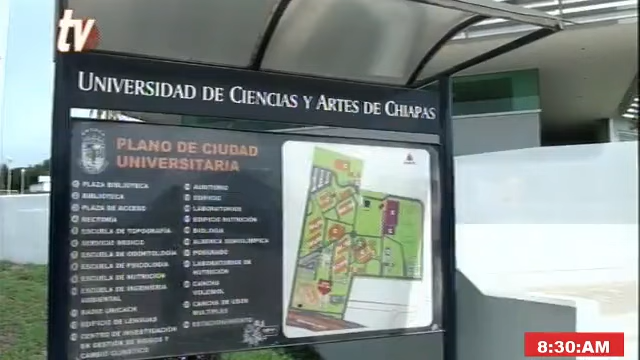 tv
UNIVERSIDAD DE CIENCIAS Y ARTES DE CHIAPAS
PLANO DE CIUDAD
UNIVERSITARIA
PLAZA BIBLIOTECA
BIBLIOTECA
PLAZA DE ACCESO
RECTORÍA
ESCUELA DE TOPOGRAFÍA
SERVICIO MÉDICO
ESCUELA DE ODONTOLOGÍA
ESCUELA DE PSICOLOGÍA
ESCUELA DE NUTRICIÓN
ESCUELA DE INGENIERÍA
AMBIENTAL
RADIO UNICACH
EDIFICIO DE LENGUAS
CENTRO DE INVESTIGACIÓN
EN GESTIÓN DE RIESGOS Y
CAMBIO CLIMÁTICO
AUDITORIO
EDIFICIO
LABORATORIOS
EDIFICIO NUTRICIÓN
BIOLOGÍA
ALBERCA SEMIOLÍMPICA
POSGRADO
LABORATORIO DE
NUTRICIÓN
CANCHA
VOLEIBOL
CANCHA DE USOS
MÚLTIPLES
ESTACIONAMIENTO
8:30:AM